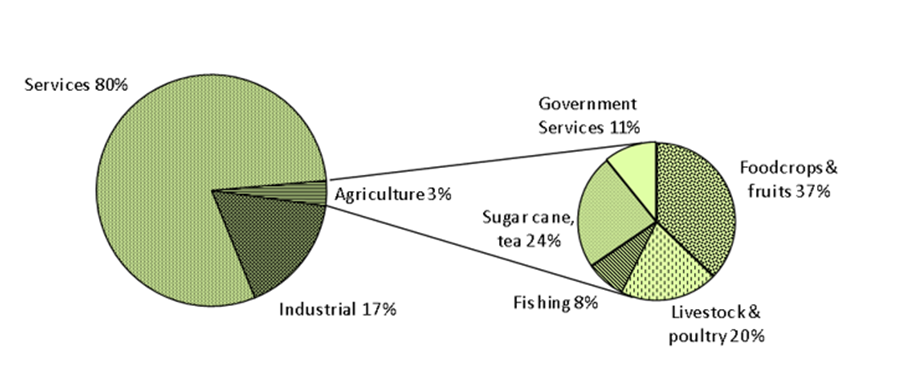 Services 80%
Government
Services 11%
Foodcrops &
fruits 37%
Agriculture 3%
Sugar cane,
tea 24%
Fishing 8%
Industrial 17%
Livestock &
poultry 20%